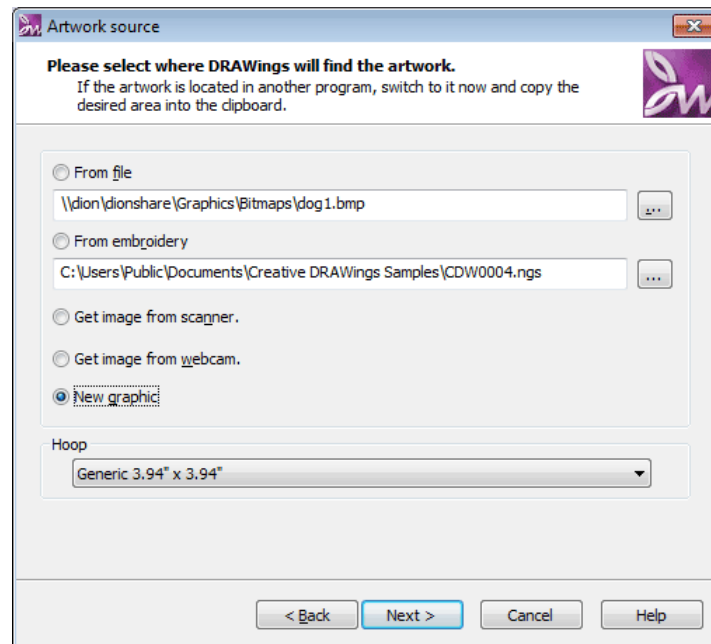 Artwork source
Please select where DRAWings will find the artwork.
If the artwork is located in another program, switch to it now and copy the
desired area into the clipboard.
From file
\\dion\dionshare\Graphics\Bitmaps\dog1.bmp
...
From embroidery
C:\Users\Public\Documents\Creative DRAWings Samples\CDW0004.ngs
...
Get image from scanner.
Get image from webcam.
New graphic
Hoop
Generic 3.94" x 3.94"
< Back Next > Cancel Help